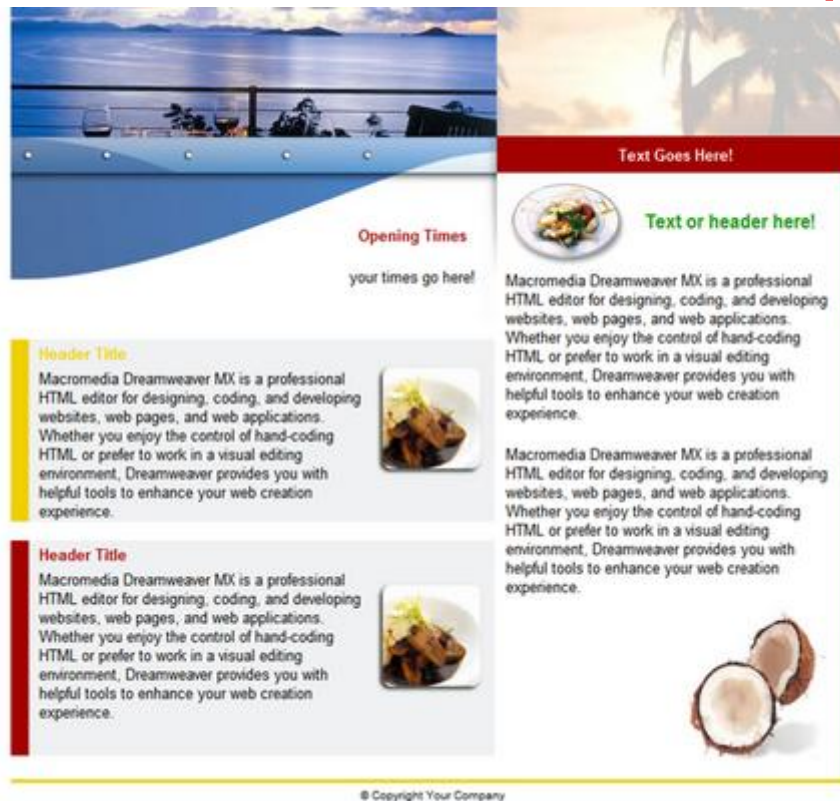 Text Goes Here!
Opening Times
your times go here!
Text or header here!
Macromedia Dreamweaver MX is a professional
HTML editor for designing, coding, and developing
websites, web pages, and web applications.
Whether you enjoy the control of hand-coding
HTML or prefer to work in a visual editing
environment, Dreamweaver provides you with
helpful tools to enhance your web creation
experience.
Macromedia Dreamweaver MX is a professional
HTML editor for designing, coding, and developing
websites, web pages, and web applications.
Whether you enjoy the control of hand-coding
HTML or prefer to work in a visual editing
environment, Dreamweaver provides you with
helpful tools to enhance your web creation
experience.
Header Title
Macromedia Dreamweaver MX is a professional
HTML editor for designing, coding, and developing
websites, web pages, and web applications.
Whether you enjoy the control of hand-coding
HTML or prefer to work in a visual editing
environment, Dreamweaver provides you with
helpful tools to enhance your web creation
experience.
Header Title
Macromedia Dreamweaver MX is a professional
HTML editor for designing, coding, and developing
websites, web pages, and web applications.
Whether you enjoy the control of hand-coding
HTML or prefer to work in a visual editing
environment, Dreamweaver provides you with
helpful tools to enhance your web creation
experience.
© Copyright Your Company